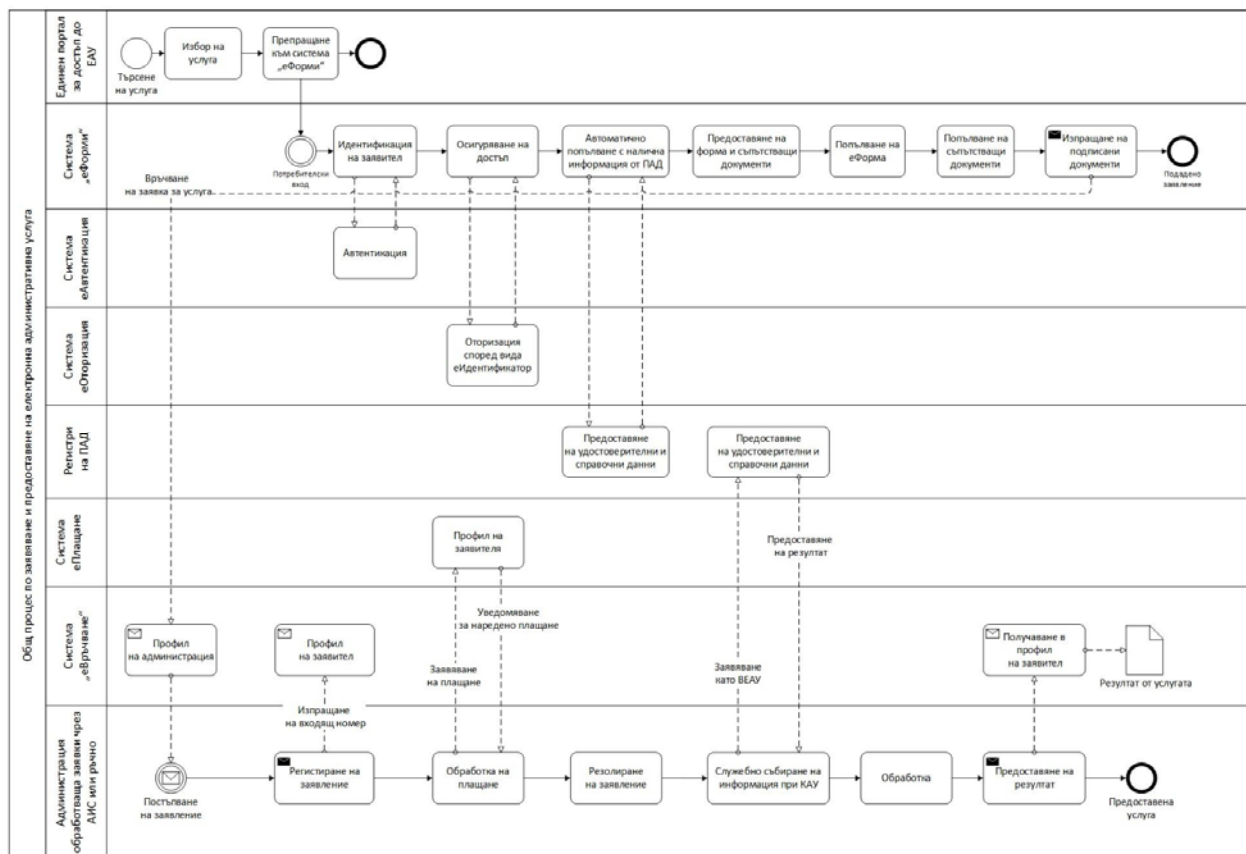 Общ процес по заявяване и предоставяне на електронна административна услуга
Единен портал
за достъп до
ЕАУ
Търсене
на услуга
Избор на
услуга
Препращане
към система
„еФорми“
Система
„еФорми“
Потребителски
вход
Идентификация
на заявител
Осигуряване на
достъп
Автоматично
попълване с налична
информация от ПАД
Предоставяне на
форма и съпътстващи
документи
Попълване на
еФорма
Попълване на
съпътстващи
документи
Изпращане на
подписани
документи
Подадено
заявление
Връчване
на заявка за услуга
Система
еАвтентикация
Автентикация
Система
еОторизация
Оторизация
според вида
еИдентификатор
Регистри
на ПАД
Предоставяне
на удостоверителни и
справочни данни
Предоставяне
на удостоверителни и
справочни данни
Система
еПлащане
Профил на
заявителя
Предоставяне
на резултат
Система
„еВръчване“
Профил
на администрация
Профил
на заявител
Уведомяване
за наредено плащане
Заявяване
на плащане
Заявяване
като ВЕАУ
Получаване в
профил
на заявител
Резултат от услугата
Изпращане
на входящ номер
Администрация
обработваща заявки чрез
АИС или ръчно
Постъпване
на заявление
Регистиране на
заявление
Обработка на
плащане
Резолиране
на заявление
Служебно събиране на
информация при КАУ
Обработка
Предоставяне на
резултат
Предоставена
услуга